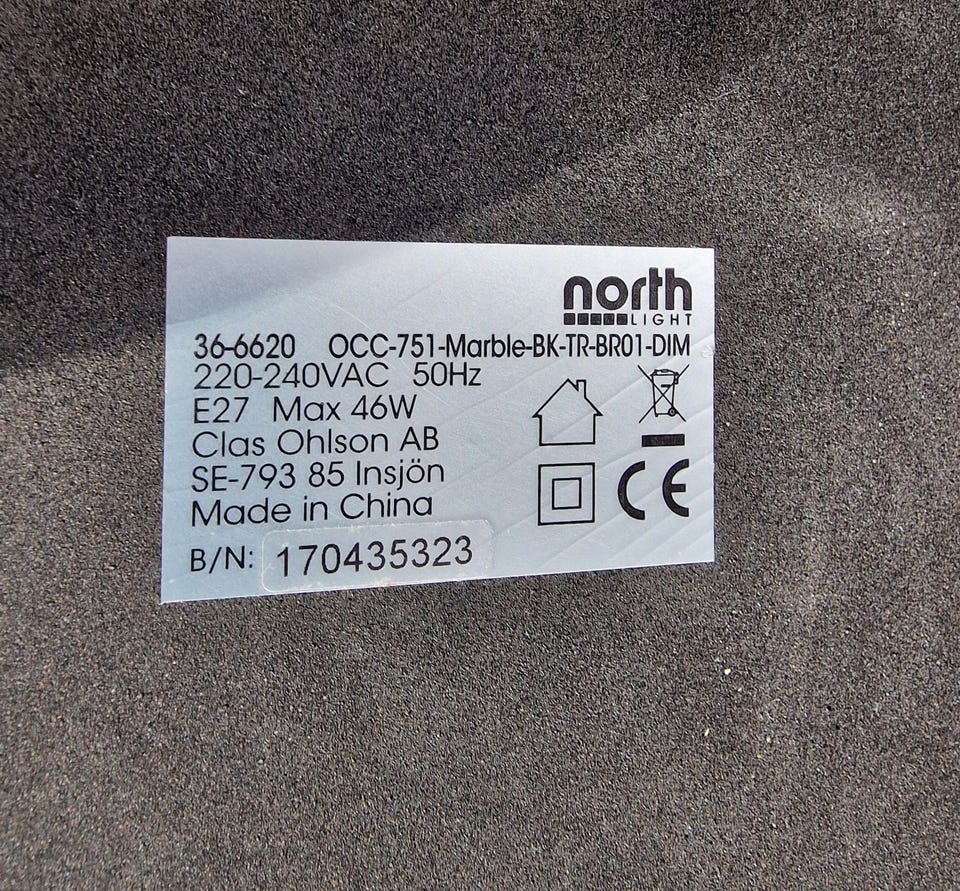 north
LIGHT
36-6620 OCC-751-Marble-BK-TR-BR01-DIM
220-240VAC 50Hz
E27 Max 46W
Clas Ohlson AB
SE-793 85 Insjön
Made in China
B/N: 170435323
CE